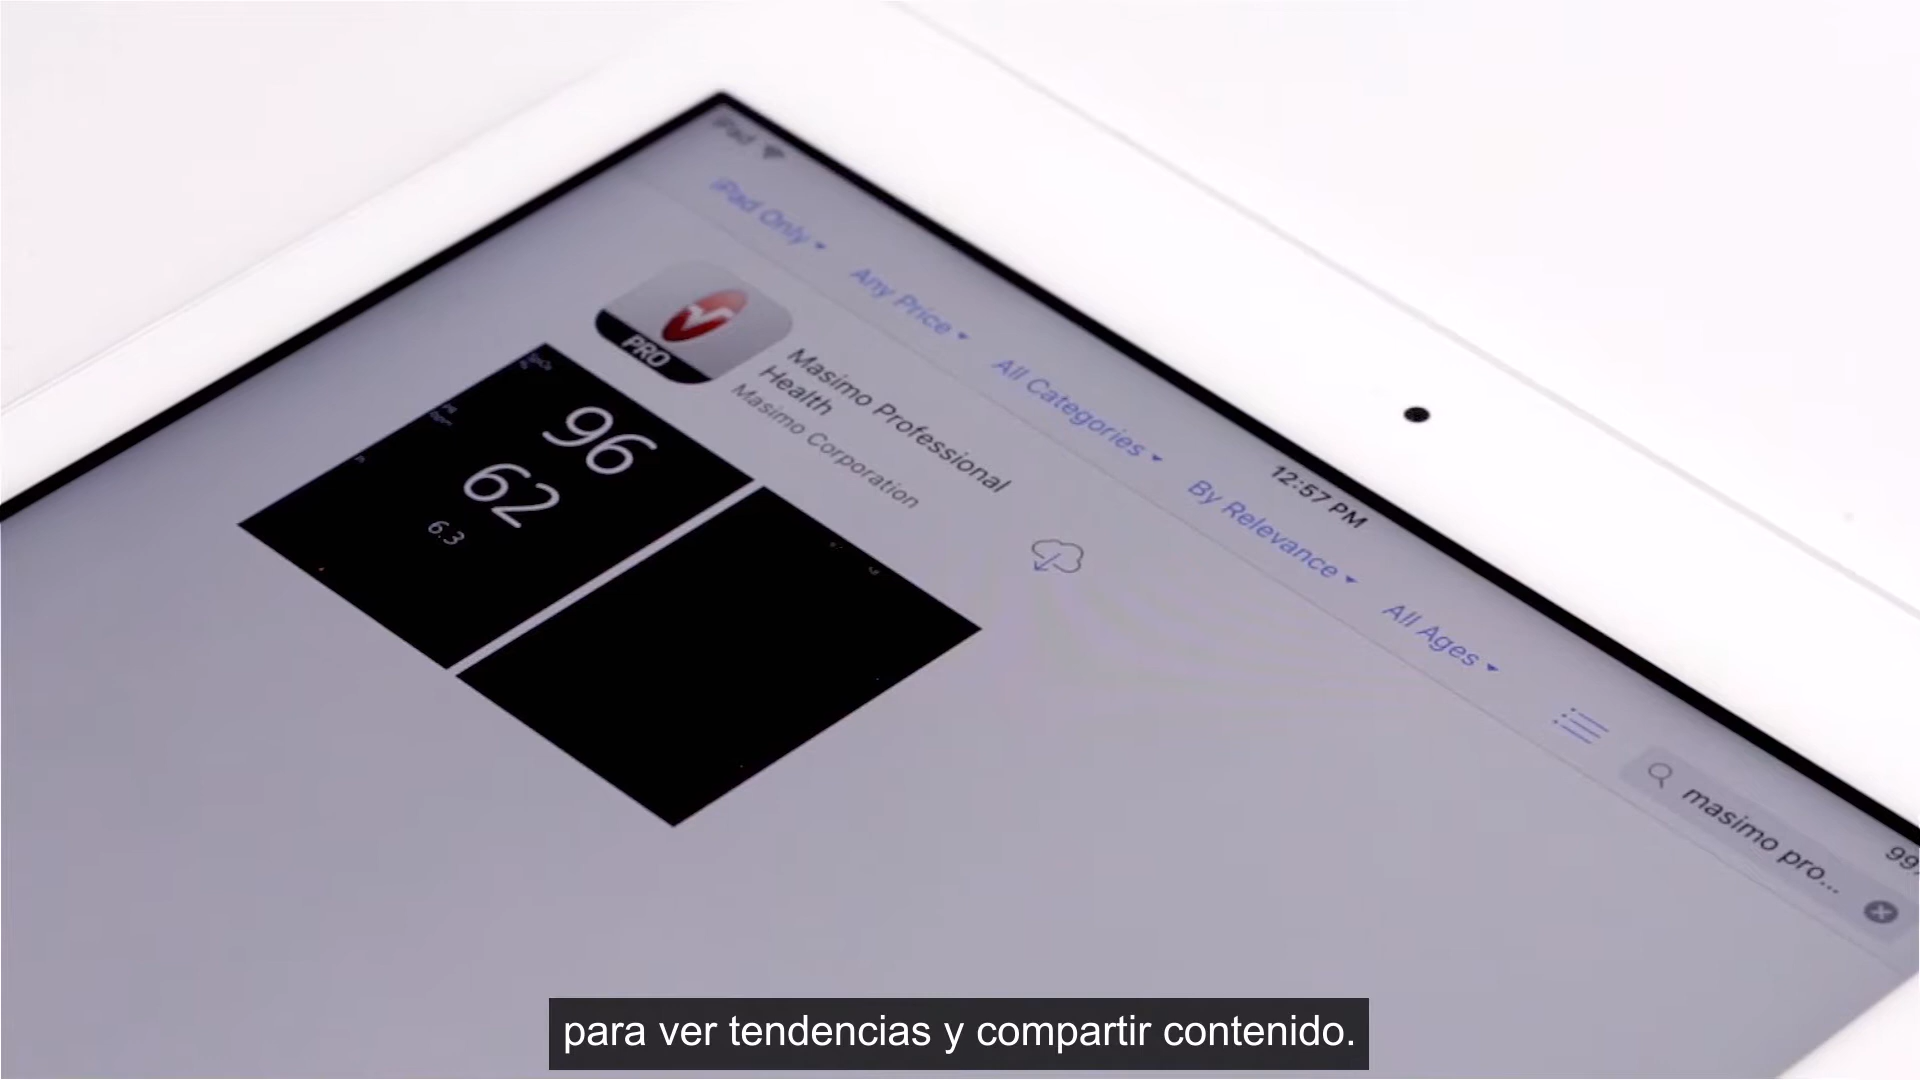 iPad
12:57 PM
99
iPad Only
Any Price
All Categories
By Relevance
All Ages
masimo pro...
PRO
Masimo Professional
Health
Masimo Corporation
96
62
6.3
para ver tendencias y compartir contenido.